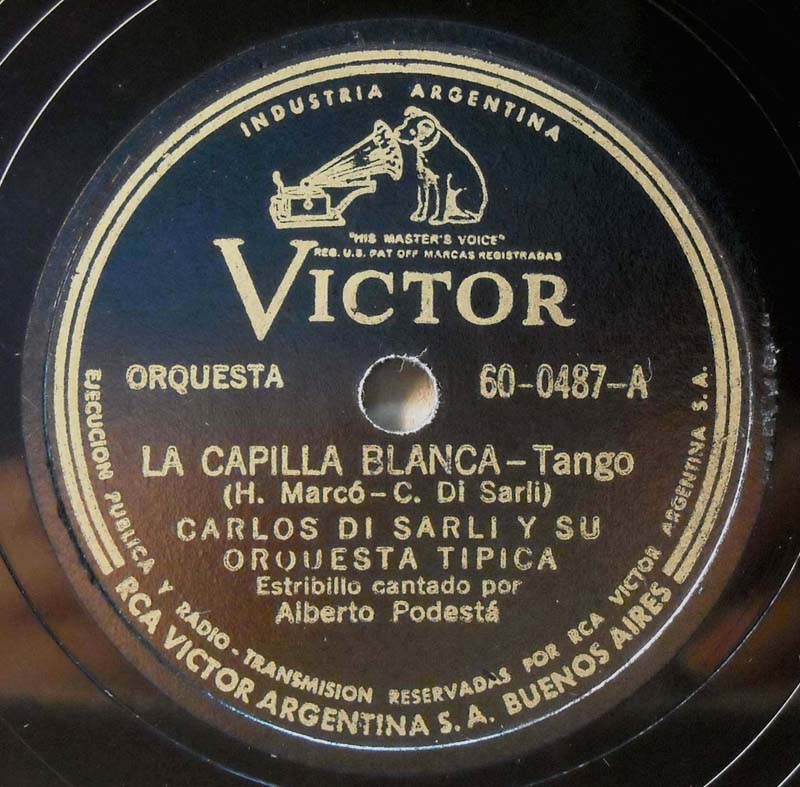 INDUSTRIA ARGENTINA
"HIS MASTER'S VOICE"
REG. U.S. PAT OFF MARCAS REGISTRADAS
VICTOR
ORQUESTA
60-0487-A
LA CAPILLA BLANCA - Tango
(H. Marcó - C. Di Sarli)
CARLOS DI SARLI Y SU
ORQUESTA TIPICA
Estribillo cantado por
Alberto Podestá
EJECUCION PUBLICA Y RADIO-TRANSMISION RESERVADAS POR RCA VICTOR ARGENTINA S.A.
RCA VICTOR ARGENTINA S.A. BUENOS AIRES